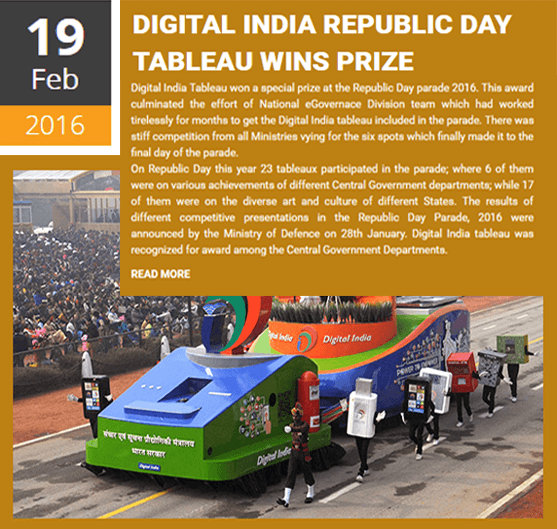 19
Feb
2016
DIGITAL INDIA REPUBLIC DAY
TABLEAU WINS PRIZE
Digital India Tableau won a special prize at the Republic Day parade 2016. This award
culminated the effort of National eGovernace Division team which had worked
tirelessly for months to get the Digital India tableau included in the parade. There was
stiff competition from all Ministries vying for the six spots which finally made it to the
final day of the parade.
On Republic Day this year 23 tableaux participated in the parade; where 6 of them
were on various achievements of different Central Government departments; while 17
of them were on the diverse art and culture of different States. The results of
different competitive presentations in the Republic Day Parade, 2016 were
announced by the Ministry of Defence on 28th January. Digital India tableau was
recognized for award among the Central Government Departments.
READ MORE
Digital India
Digital India
POWER TO EMPOWER
संचार एवं सूचना प्रौद्योगिकी मंत्रालय
भारत सरकार
Digital India
Digital India